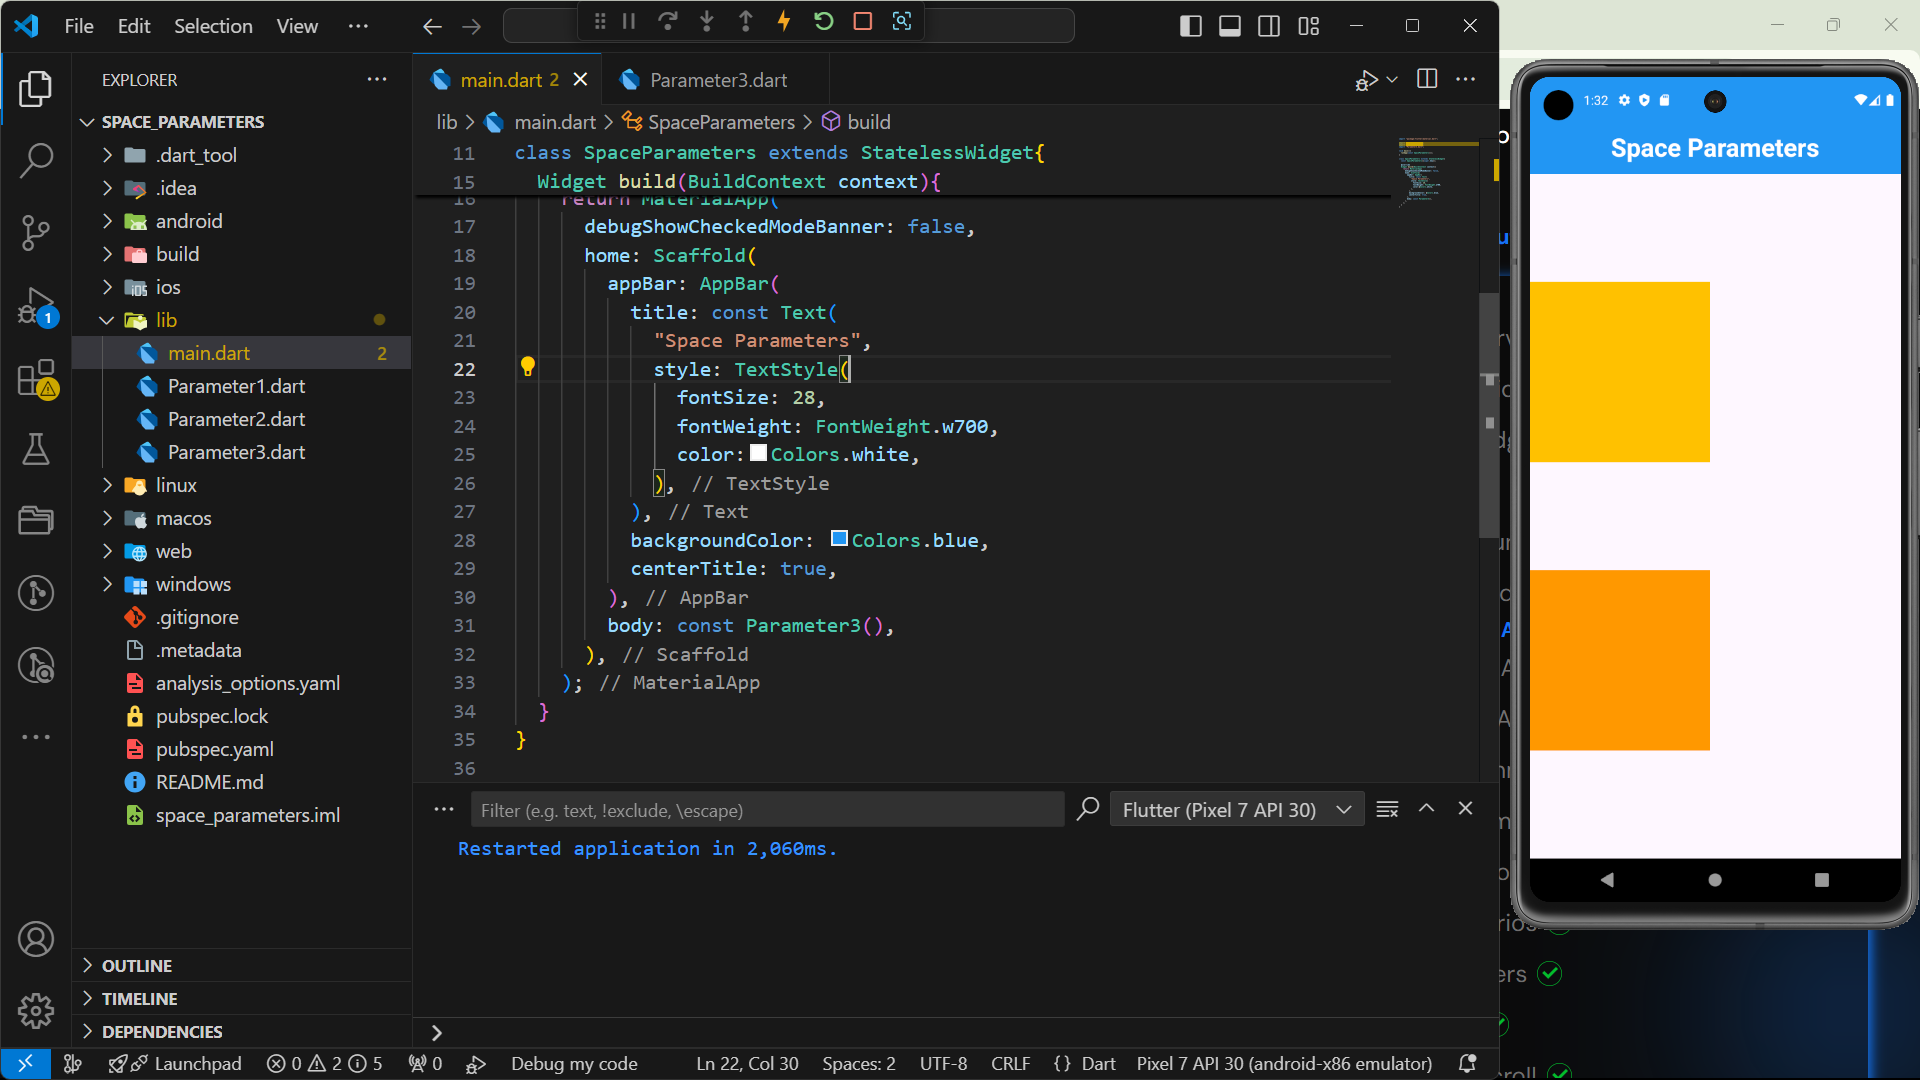 File Edit Selection View
EXPLORER
main.dart 2
Parameter3.dart
SPACE_PARAMETERS
.dart_tool
.idea
android
build
ios
lib
main.dart 2
Parameter1.dart
Parameter2.dart
Parameter3.dart
linux
macos
web
windows
.gitignore
.metadata
analysis_options.yaml
pubspec.lock
pubspec.yaml
README.md
space_parameters.iml
OUTLINE
TIMELINE
DEPENDENCIES
lib > main.dart > SpaceParameters > build
11 class SpaceParameters extends StatelessWidget{
15 Widget build(BuildContext context){
16 return MaterialApp(
17 debugShowCheckedModeBanner: false,
18 home: Scaffold(
19 appBar: AppBar(
20 title: const Text(
21 "Space Parameters",
22 style: TextStyle(
23 fontSize: 28,
24 fontWeight: FontWeight.w700,
25 color: Colors.white,
26 ), // TextStyle
27 ), // Text
28 backgroundColor: Colors.blue,
29 centerTitle: true,
30 ), // AppBar
31 body: const Parameter3(),
32 ), // Scaffold
33 ); // MaterialApp
34 }
35 }
36
Filter (e.g. text, !exclude, \escape)
Flutter (Pixel 7 API 30)
Restarted application in 2,060ms.
1
Launchpad 0 2 5 0 Debug my code Ln 22, Col 30 Spaces: 2 UTF-8 CRLF {} Dart Pixel 7 API 30 (android-x86 emulator)
1:32
Space Parameters